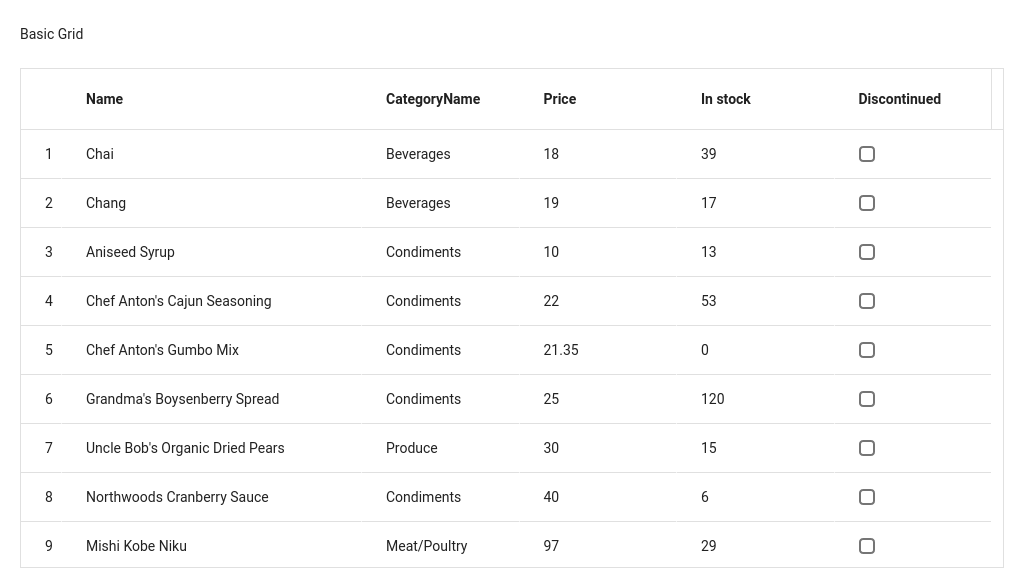 Basic Grid
Name CategoryName Price In stock Discontinued
1 Chai Beverages 18 39
2 Chang Beverages 19 17
3 Aniseed Syrup Condiments 10 13
4 Chef Anton's Cajun Seasoning Condiments 22 53
5 Chef Anton's Gumbo Mix Condiments 21.35 0
6 Grandma's Boysenberry Spread Condiments 25 120
7 Uncle Bob's Organic Dried Pears Produce 30 15
8 Northwoods Cranberry Sauce Condiments 40 6
9 Mishi Kobe Niku Meat/Poultry 97 29